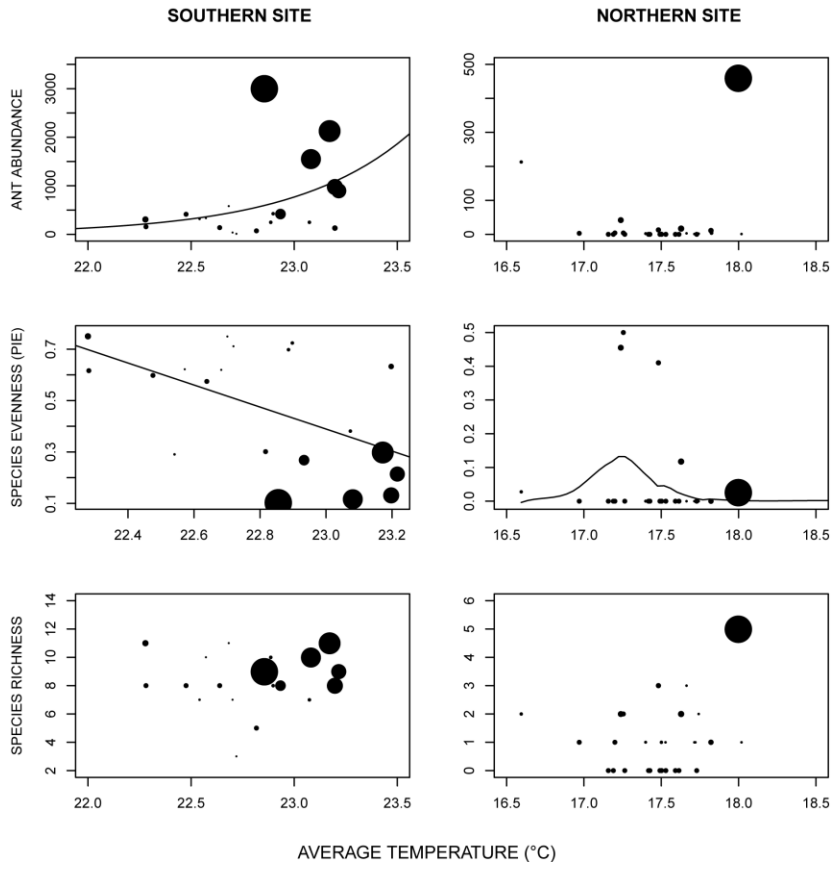 SOUTHERN SITE
NORTHERN SITE
ANT ABUNDANCE
3000
2000
1000
0
22.0 22.5 23.0 23.5
500
300
100
0
16.5 17.0 17.5 18.0 18.5
SPECIES EVENNESS (PIE)
0.7
0.5
0.3
0.1
22.4 22.6 22.8 23.0 23.2
0.5
0.4
0.3
0.2
0.1
0.0
16.5 17.0 17.5 18.0 18.5
SPECIES RICHNESS
14
12
10
8
6
4
2
22.0 22.5 23.0 23.5
6
5
4
3
2
1
0
16.5 17.0 17.5 18.0 18.5
AVERAGE TEMPERATURE (°C)